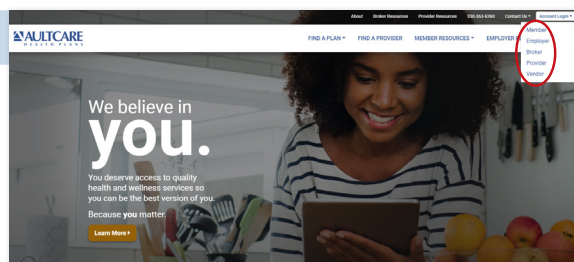 About Broker Resources Provider Resources 330-363-6360 Contact Us Account Login
AULTCARE
HEALTH PLANS
FIND A PLAN FIND A PROVIDER MEMBER RESOURCES EMPLOYER
Member
Employer
Broker
Provider
Vendor
We believe in
you.
You deserve access to quality
health and wellness services so
you can be the best version of you.
Because you matter.
Learn More